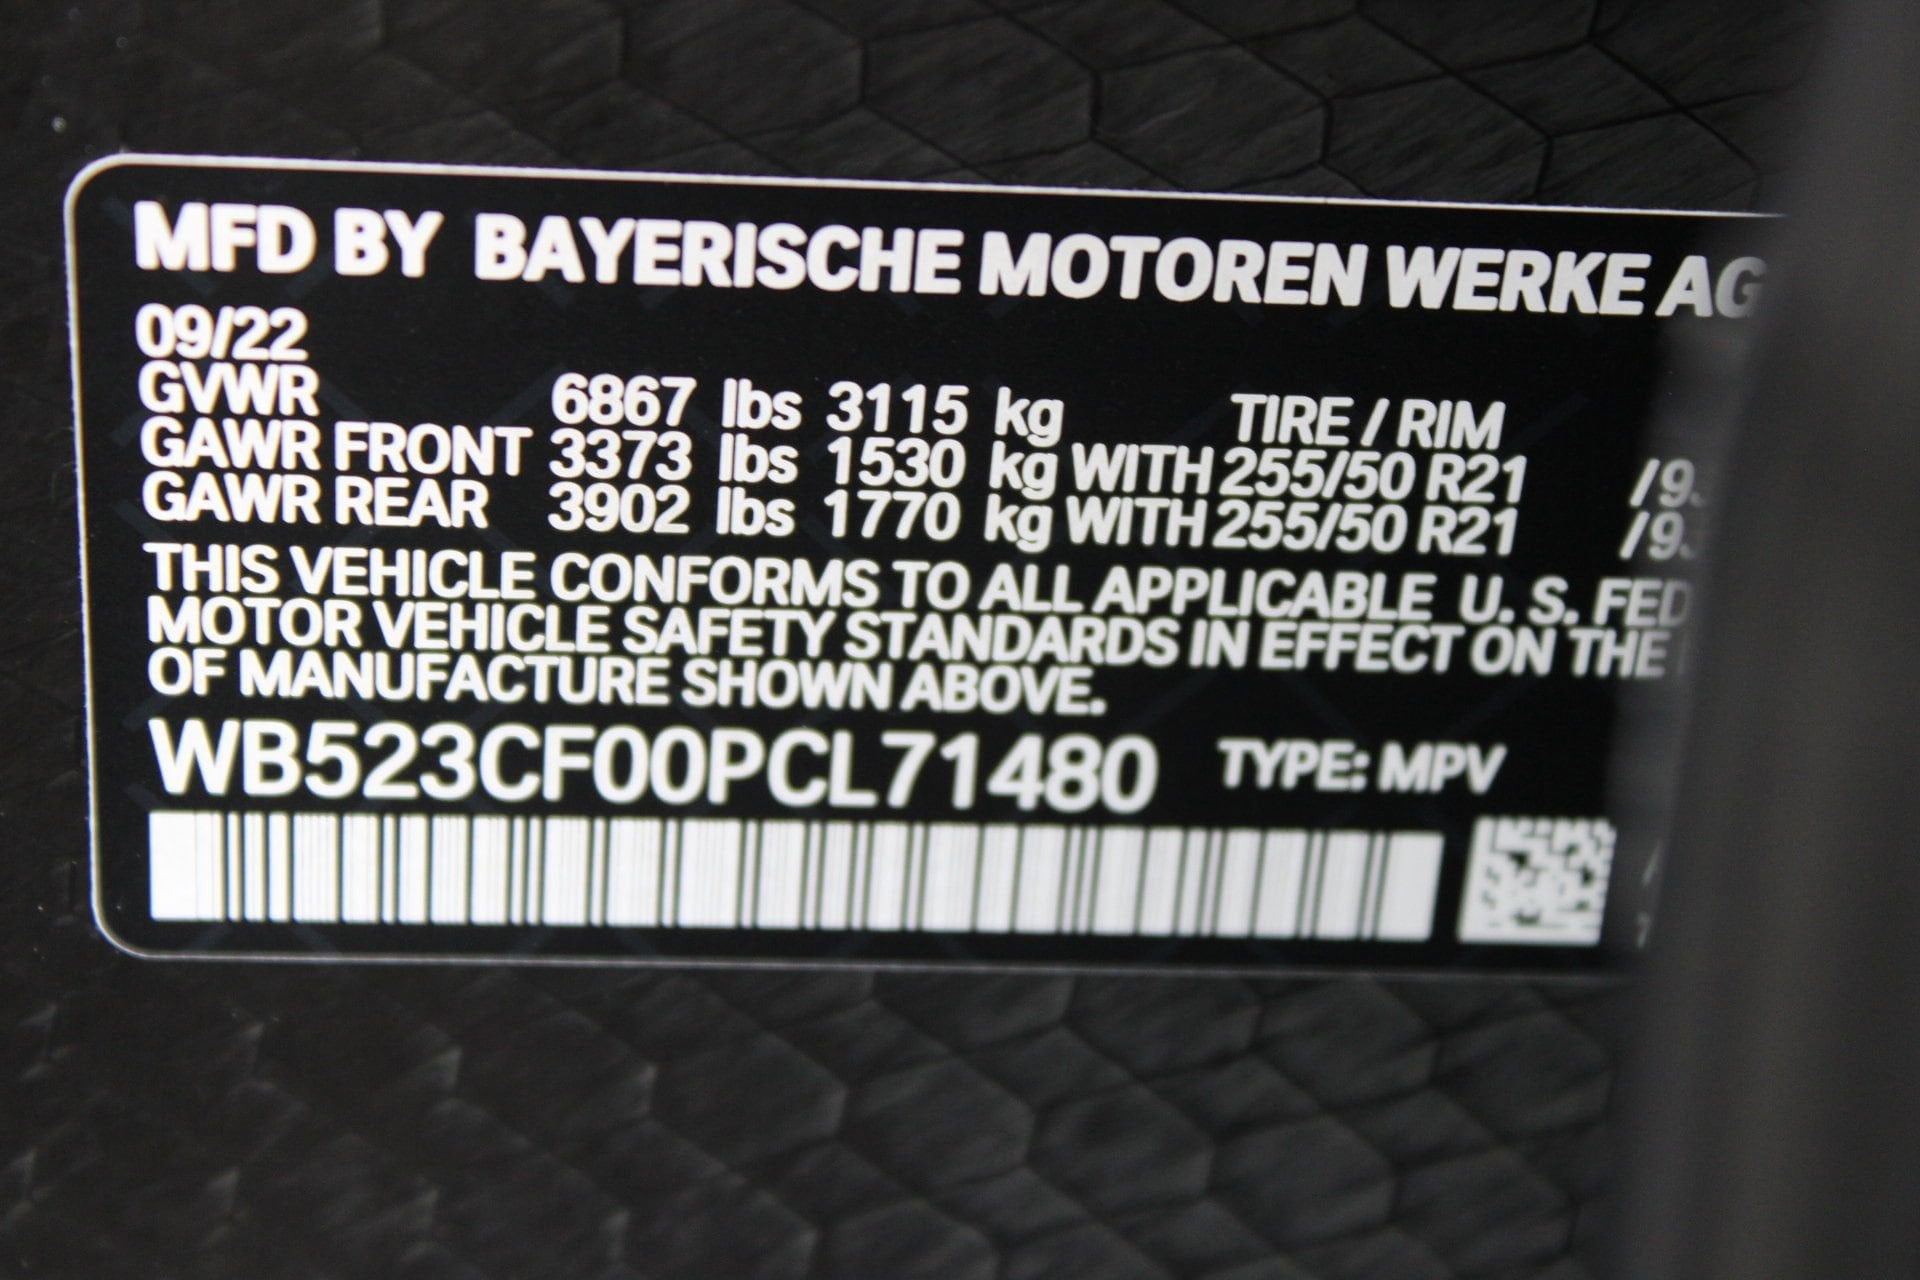 MFD BY BAYERISCHE MOTOREN WERKE AG
09/22
GVWR 6867 lbs 3115 kg TIRE / RIM
GAWR FRONT 3373 lbs 1530 kg WITH 255/50 R21
GAWR REAR 3902 lbs 1770 kg WITH 255/50 R21
THIS VEHICLE CONFORMS TO ALL APPLICABLE U. S. FED
MOTOR VEHICLE SAFETY STANDARDS IN EFFECT ON THE
OF MANUFACTURE SHOWN ABOVE.
WB523CF00PCL71480 TYPE: MPV